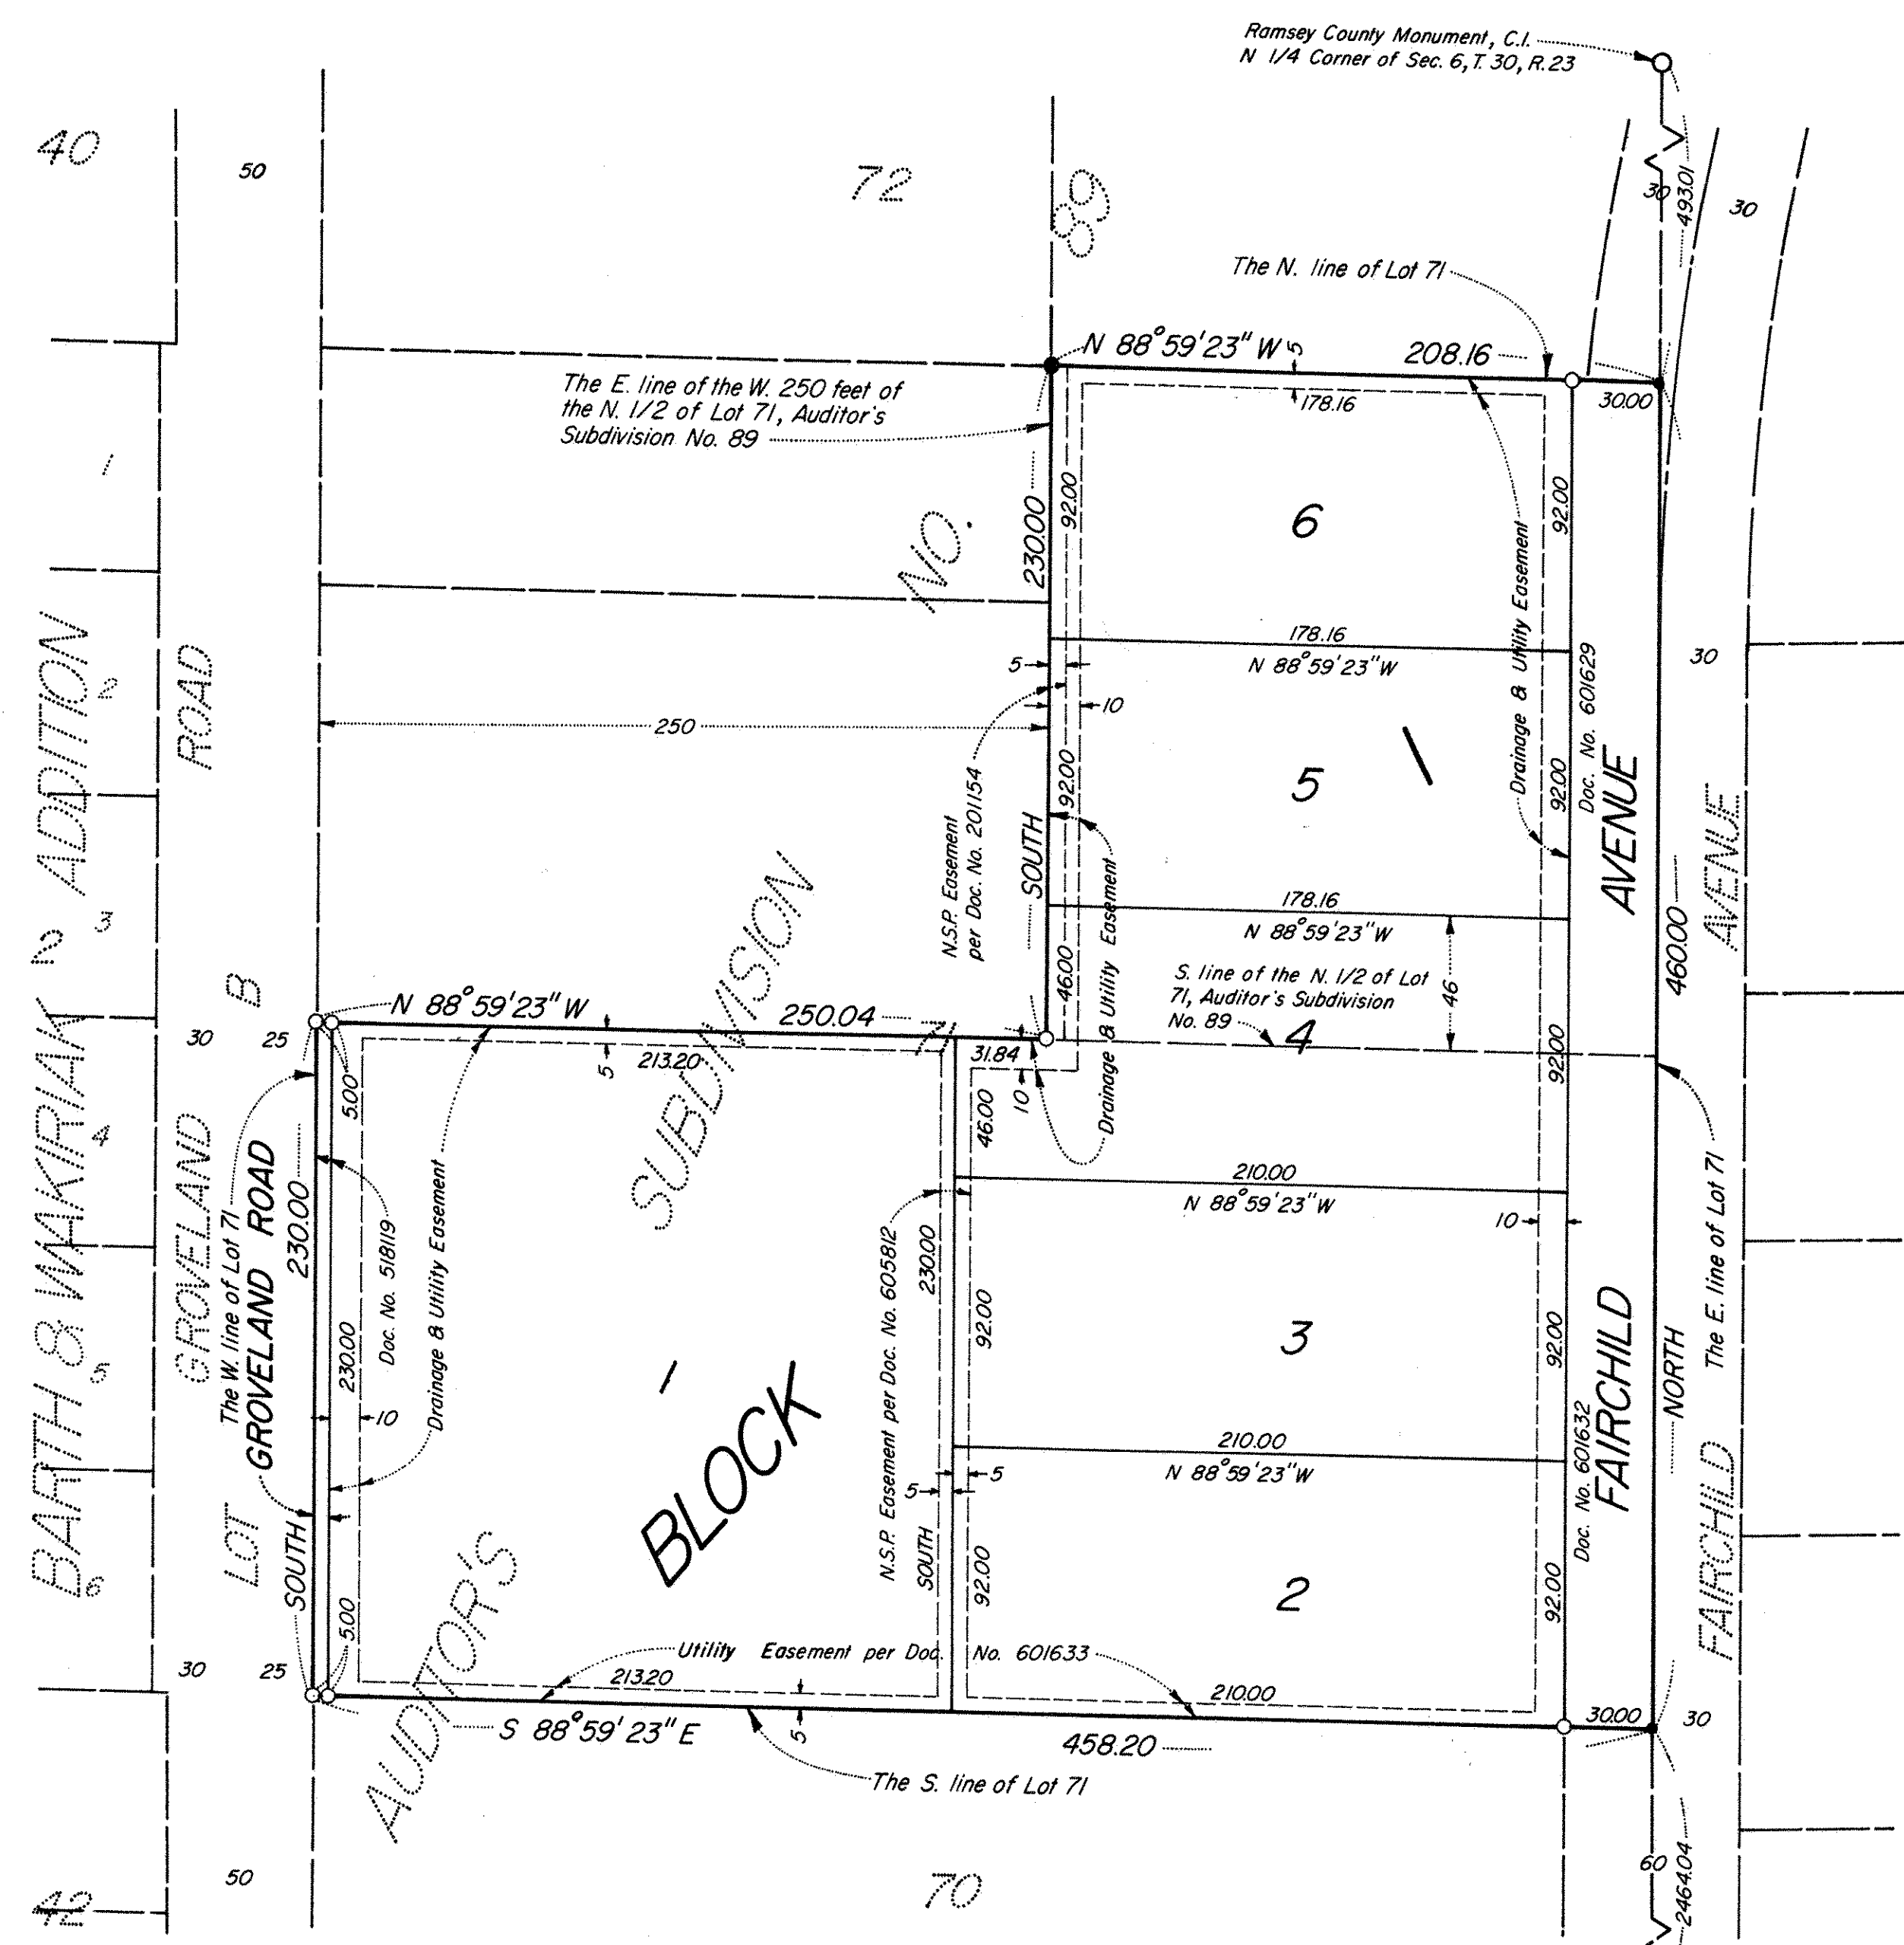 Ramsey County Monument, C.I.
N 1/4 Corner of Sec. 6, T. 30, R. 23
40
50
72
89
30
493.01
30
The N. line of Lot 71
N 88°59'23" W
5
208.16
178.16
30.00
The E. line of the W. 250 feet of
the N. 1/2 of Lot 71, Auditor's
Subdivision No. 89
1
230.00
92.00
6
92.00
NO.
Drainage & Utility Easement
178.16
N 88°59'23"W
5
10
30
Doc. No. 601629
ROAD
2
250
BARTH & WAKIRIAK 2 ADDITION
N.S.P. Easement
per Doc. No. 201154
92.00
5
1
92.00
AVENUE
AVENUE
SOUTH
Drainage & Utility Easement
178.16
N 88°59'23"W
3
460.00
46.00
S. line of the N. 1/2 of Lot
71, Auditor's Subdivision
No. 89
46
4
LOT B
N 88°59'23" W
250.04
71
30
25
5.00
5
213.20
31.84
10
46.00
92.00
SUBDIVISION
4
GROVELAND
The W. line of Lot 71
GROVELAND ROAD
230.00
230.00
Doc. No. 518119
Drainage & Utility Easement
10
N.S.P. Easement per Doc. No. 605812
230.00
210.00
N 88°59'23"W
10
The E. line of Lot 71
92.00
3
92.00
FAIRCHILD
NORTH
5
1
BLOCK
210.00
N 88°59'23"W
5
5
Doc. No. 601632
FAIRCHILD
SOUTH
SOUTH
92.00
2
92.00
6
5.00
AUDITOR'S
Utility Easement per Doc. No. 601633
30
25
213.20
210.00
30.00
30
S 88°59'23" E
5
458.20
The S. line of Lot 71
50
70
60
2464.04
42